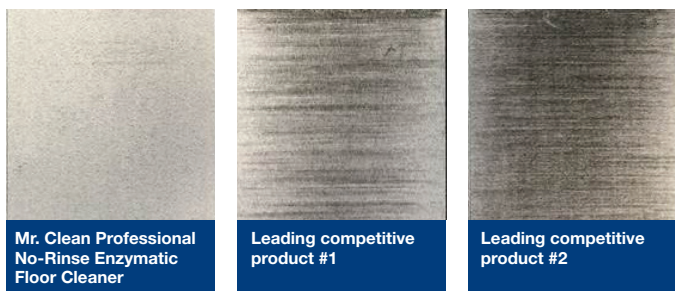 Mr. Clean Professional
No-Rinse Enzymatic
Floor Cleaner
Leading competitive
product #1
Leading competitive
product #2